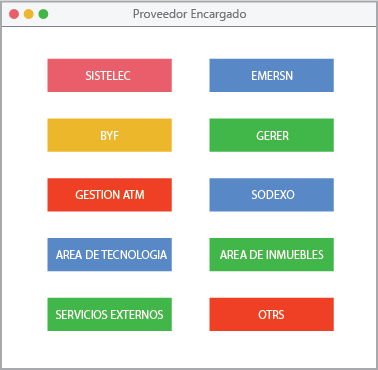 Proveedor Encargado
SISTELEC
EMERSN
BYF
GERER
GESTION ATM
SODEXO
AREA DE TECNOLOGIA
AREA DE INMUEBLES
SERVICIOS EXTERNOS
OTRS